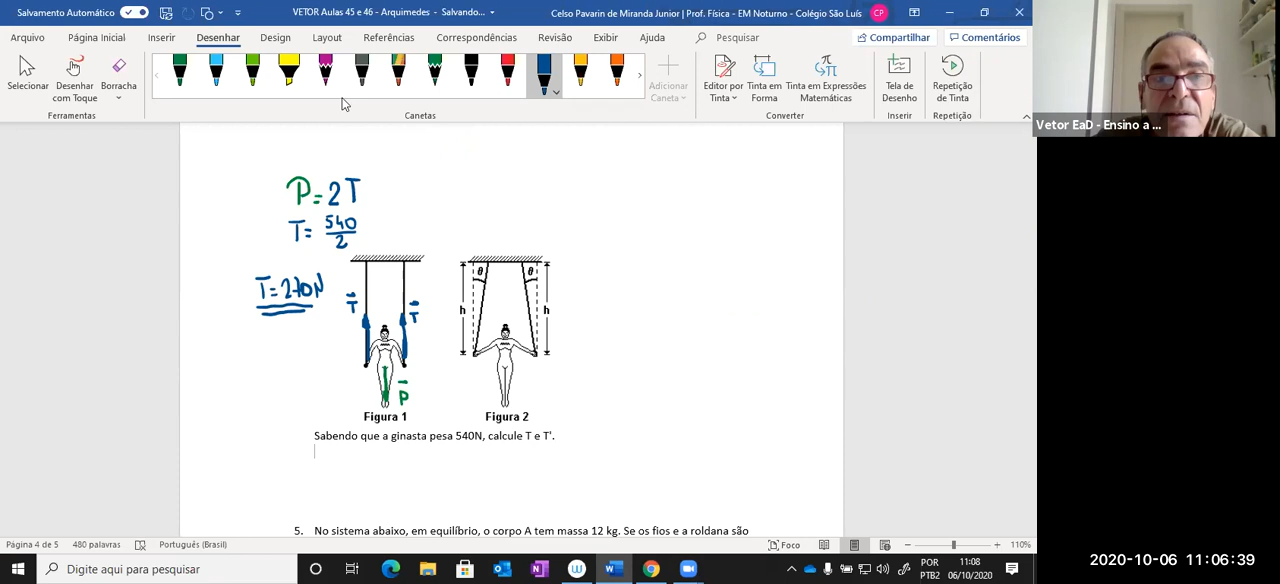 Salvamento Automático
VETOR Aulas 45 e 46 - Arquimedes - Salvando...
Celso Pavarin de Miranda Junior | Prof. Física - EM Noturno - Colégio São Luís
CP
Arquivo Página Inicial Inserir Desenhar Design Layout Referências Correspondências Revisão Exibir Ajuda Pesquisar
Compartilhar Comentários
Selecionar
Desenhar com Toque
Borracha
Adicionar Caneta
Editor por Tinta
Tinta em Forma
Tinta em Expressões Matemáticas
Tela de Desenho
Repetição de Tinta
Ferramentas Canetas Converter Inserir Repetição
Vetor EaD - Ensino a ...
P = 2T
T = 540/2
T = 270N
T T
P
θ θ
h h
Figura 1 Figura 2
Sabendo que a ginasta pesa 540N, calcule T e T'.
5. No sistema abaixo, em equilíbrio, o corpo A tem massa 12 kg. Se os fios e a roldana são
Página 4 de 5 480 palavras Português (Brasil) Foco 110%
Digite aqui para pesquisar
POR
PTB2
11:08
06/10/2020
2020-10-06 11:06:39